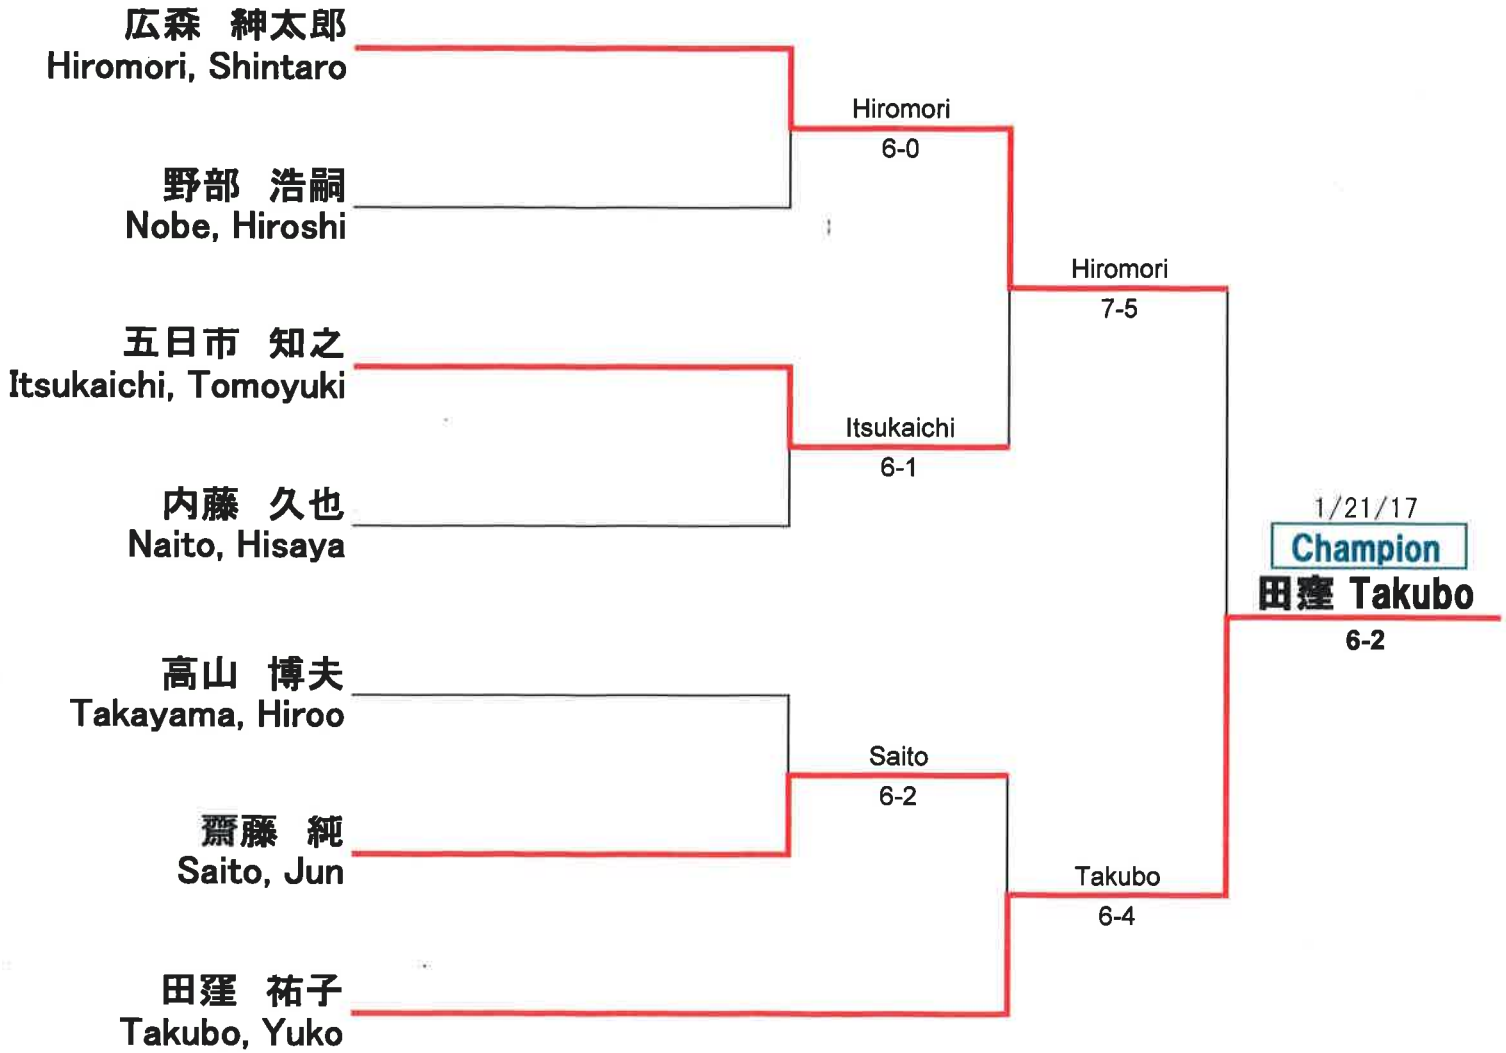 広森 紳太郎
Hiromori, Shintaro
Hiromori
6-0
野部 浩嗣
Nobe, Hiroshi
Hiromori
7-5
五日市 知之
Itsukaichi, Tomoyuki
Itsukaichi
6-1
内藤 久也
Naito, Hisaya
1/21/17
Champion
田窪 Takubo
6-2
高山 博夫
Takayama, Hiroo
Saito
6-2
齋藤 純
Saito, Jun
Takubo
6-4
田窪 祐子
Takubo, Yuko